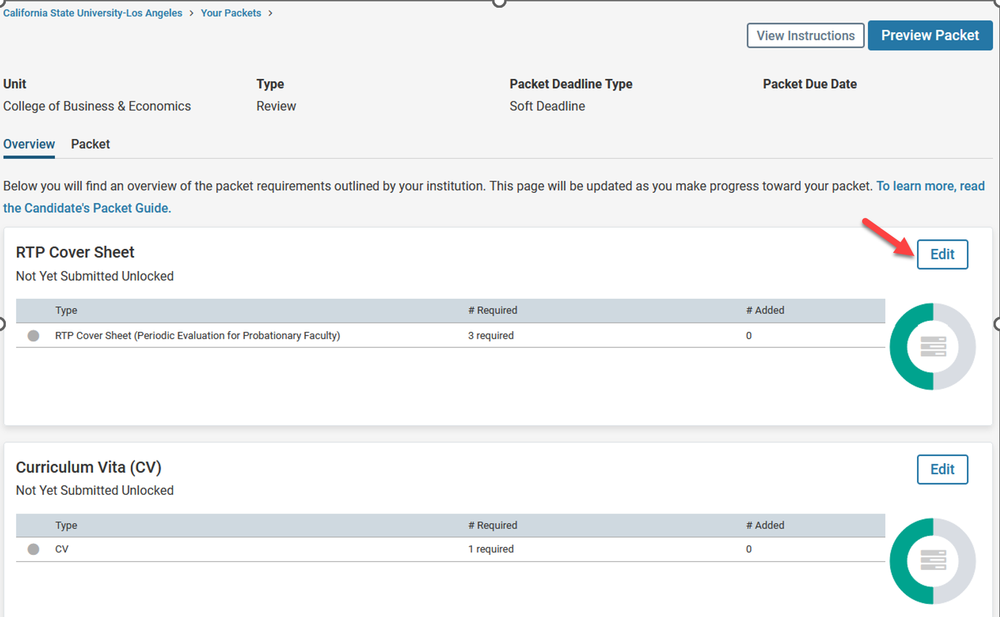 California State University-Los Angeles > Your Packets >
View Instructions
Preview Packet
Unit Type Packet Deadline Type Packet Due Date
College of Business & Economics Review Soft Deadline
Overview Packet
Below you will find an overview of the packet requirements outlined by your institution. This page will be updated as you make progress toward your packet. To learn more, read
the Candidate's Packet Guide.
RTP Cover Sheet
Edit
Not Yet Submitted Unlocked
Type # Required # Added
RTP Cover Sheet (Periodic Evaluation for Probationary Faculty) 3 required 0
Curriculum Vita (CV)
Edit
Not Yet Submitted Unlocked
Type # Required # Added
CV 1 required 0